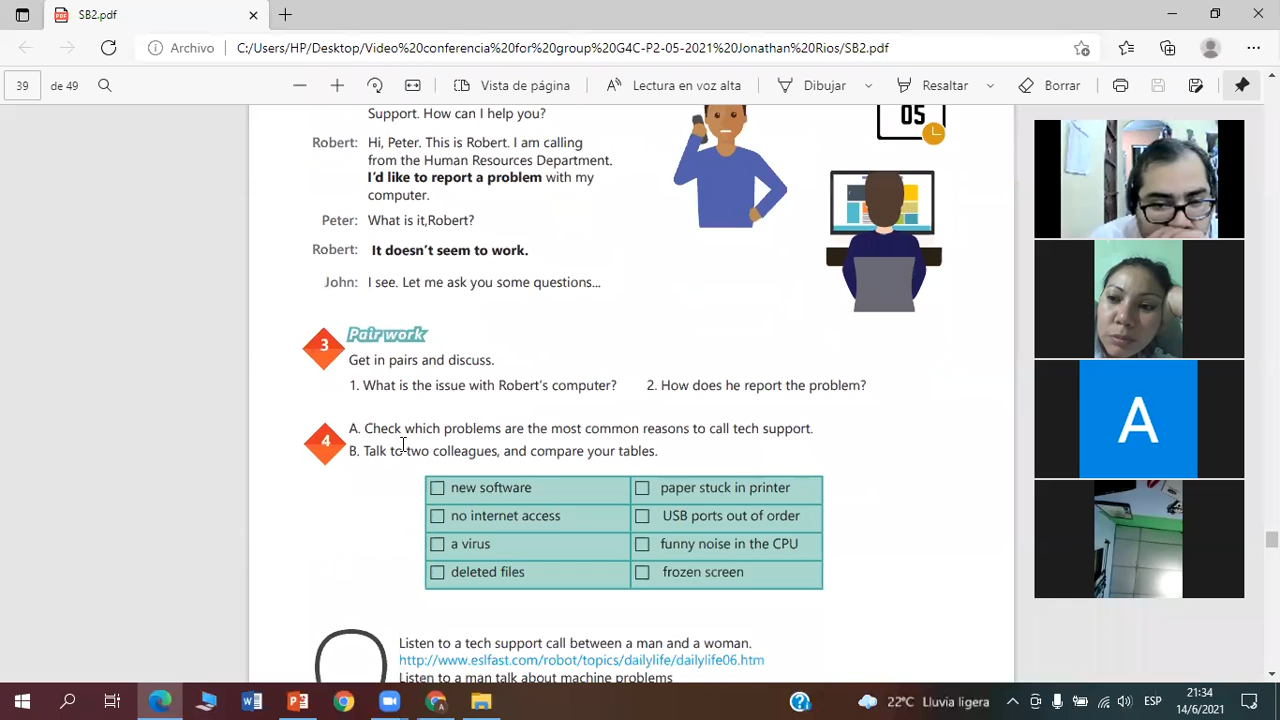 SB2.pdf
Archivo C:/Users/HP/Desktop/Video%20conferencia%20for%20group%20G4C-P2-05-2021%20Jonathan%20Rios/SB2.pdf
39 de 49 Vista de página Lectura en voz alta Dibujar Resaltar Borrar
Support. How can I help you?
05
Robert: Hi, Peter. This is Robert. I am calling
from the Human Resources Department.
I'd like to report a problem with my
computer.
Peter: What is it,Robert?
Robert: It doesn't seem to work.
John: I see. Let me ask you some questions...
3 Pair work
Get in pairs and discuss.
1. What is the issue with Robert's computer? 2. How does he report the problem?
4
A. Check which problems are the most common reasons to call tech support.
B. Talk to two colleagues, and compare your tables.
new software paper stuck in printer
no internet access USB ports out of order
a virus funny noise in the CPU
deleted files frozen screen
Listen to a tech support call between a man and a woman.
http://www.eslfast.com/robot/topics/dailylife/dailylife06.htm
Listen to a man talk about machine problems
A
22°C Lluvia ligera ESP 21:34
14/6/2021